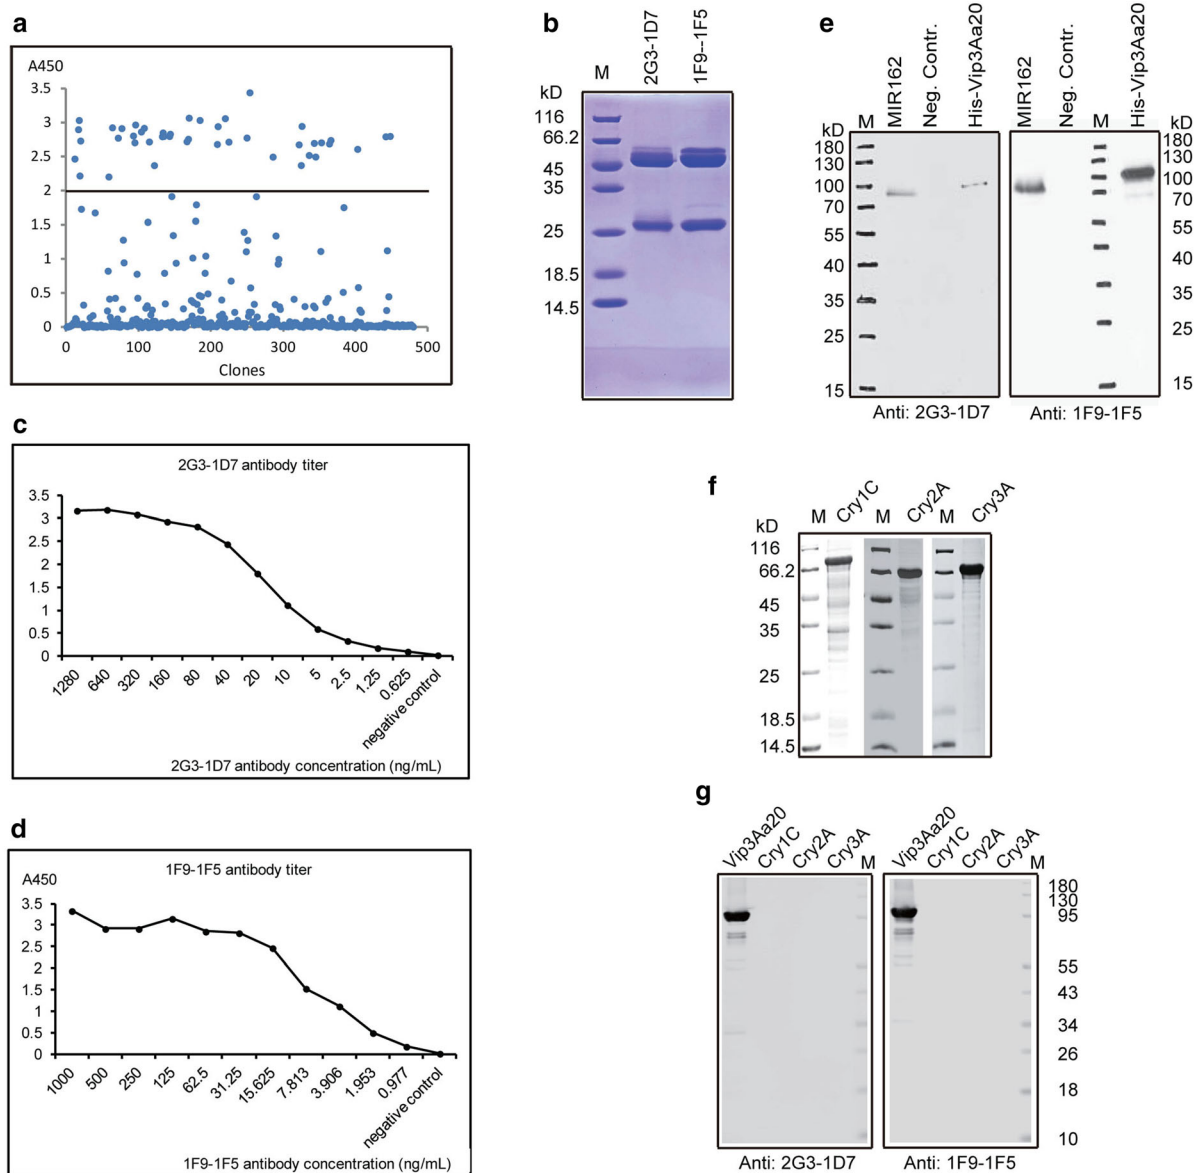 a
A450
3.5
3
2.5
2
1.5
1
0.5
0
0 100 200 300 400 500
Clones
b
M 2G3-1D7 1F9--1F5
kD
116
66.2
45
35
25
18.5
14.5
c
2G3-1D7 antibody titer
3.5
3
2.5
2
1.5
1
0.5
0
1280 640 320 160 80 40 20 10 5 2.5 1.25 0.625 negative control
2G3-1D7 antibody concentration (ng/mL)
d
A450
1F9-1F5 antibody titer
3.5
3
2.5
2
1.5
1
0.5
0
1000 500 250 125 62.5 31.25 15.625 7.813 3.906 1.953 0.977 negative control
1F9-1F5 antibody concentration (ng/mL)
e
kD M MIR162 Neg. Contr. His-Vip3Aa20
180
130
100
70
55
40
35
25
15
Anti: 2G3-1D7
MIR162 Neg. Contr. M His-Vip3Aa20 kD
180
130
100
70
55
40
35
25
15
Anti: 1F9-1F5
f
kD M Cry1C M Cry2A M Cry3A
116
66.2
45
35
25
18.5
14.5
g
Vip3Aa20 Cry1C Cry2A Cry3A M
Anti: 2G3-1D7
Vip3Aa20 Cry1C Cry2A Cry3A M
180
130
95
55
43
34
26
18
10
Anti: 1F9-1F5